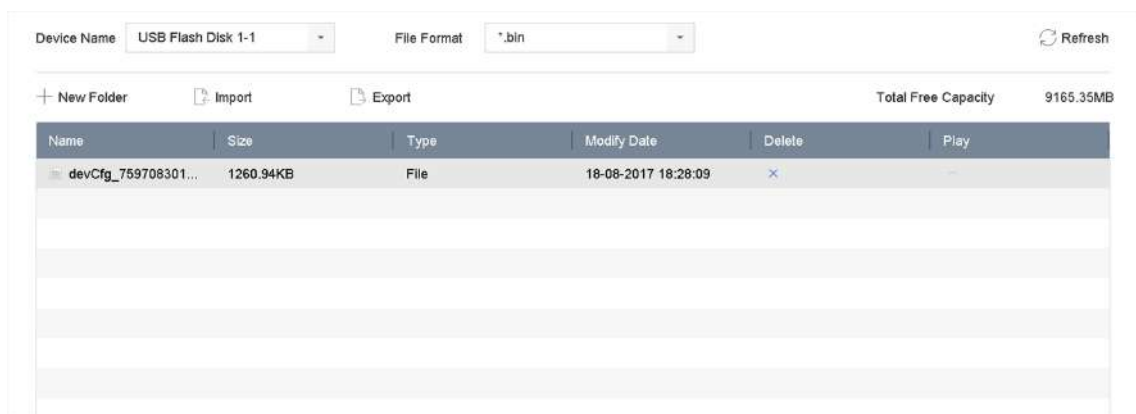 Device Name USB Flash Disk 1-1 File Format *.bin Refresh
New Folder Import Export Total Free Capacity 9165.35MB
Name Size Type Modify Date Delete Play
devCfg_759708301... 1260.94KB File 18-08-2017 18:28:09